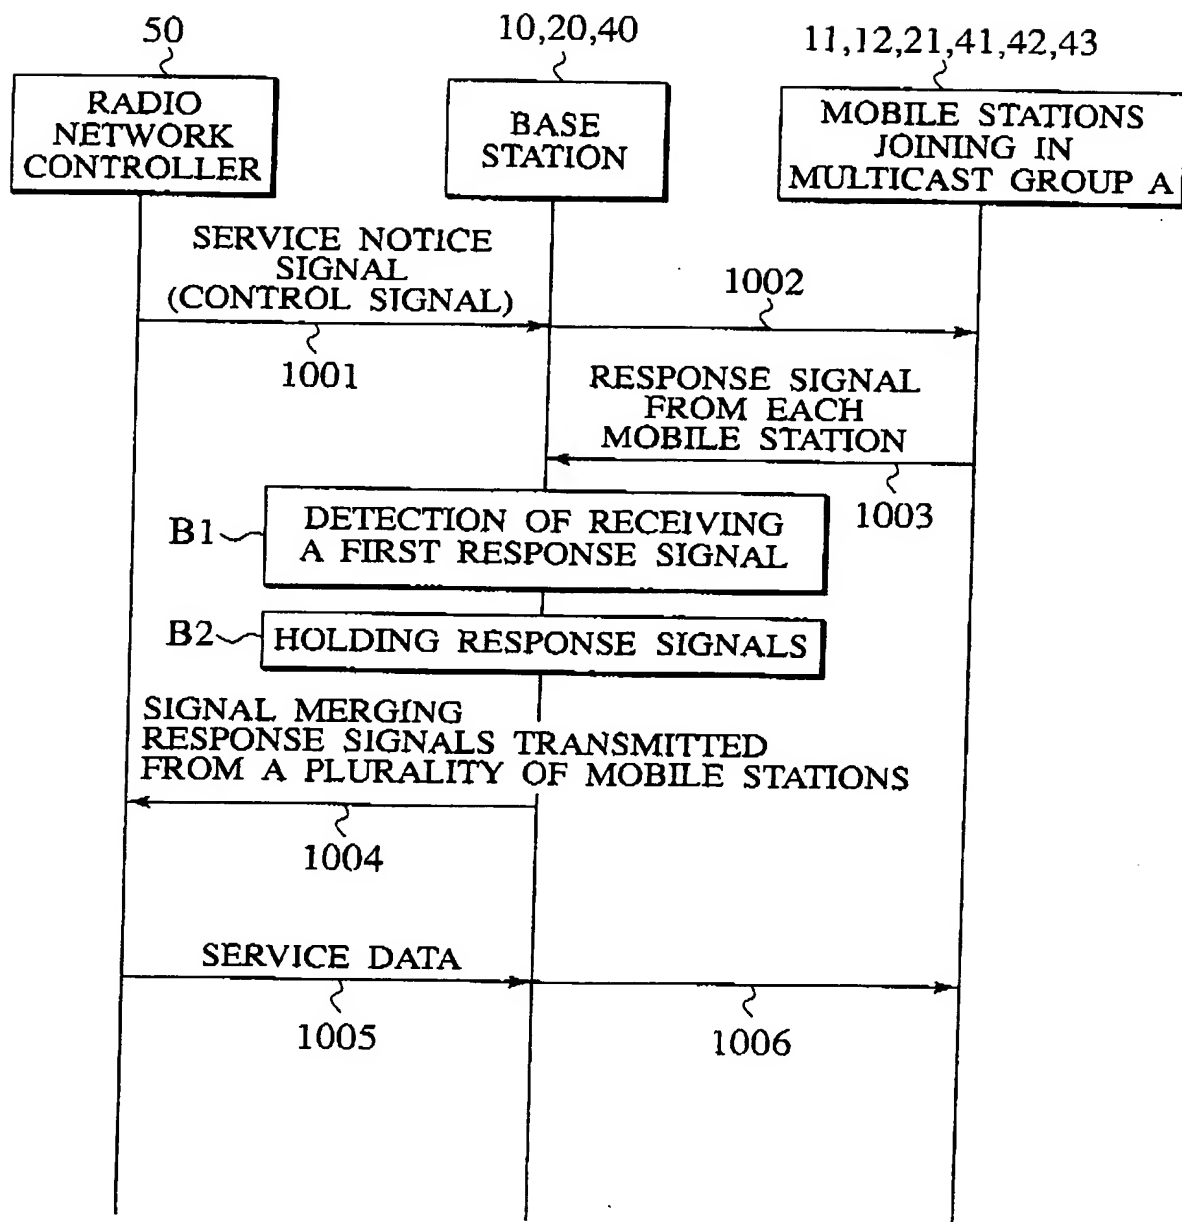 50
10,20,40
11,12,21,41,42,43
RADIO
NETWORK
CONTROLLER
BASE
STATION
MOBILE STATIONS
JOINING IN
MULTICAST GROUP A
SERVICE NOTICE
SIGNAL
(CONTROL SIGNAL)
1001
1002
RESPONSE SIGNAL
FROM EACH
MOBILE STATION
1003
B1
DETECTION OF RECEIVING
A FIRST RESPONSE SIGNAL
B2
HOLDING RESPONSE SIGNALS
SIGNAL MERGING
RESPONSE SIGNALS TRANSMITTED
FROM A PLURALITY OF MOBILE STATIONS
1004
SERVICE DATA
1005
1006